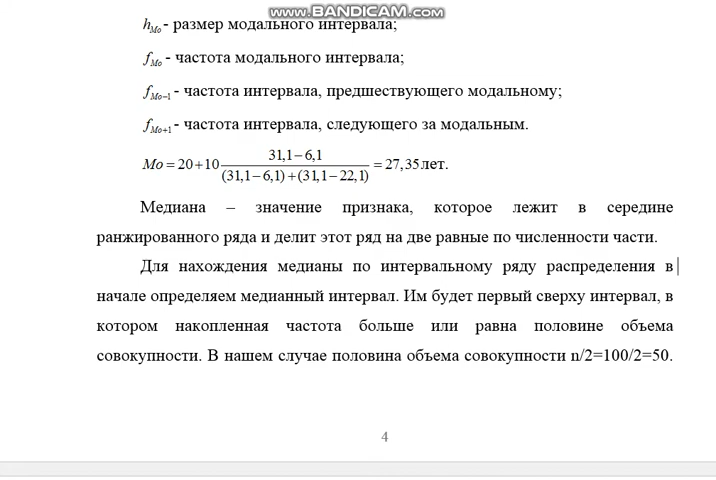 www.BANDICAM.com
hMo - размер модального интервала;
fMo - частота модального интервала;
fMo−1 - частота интервала, предшествующего модальному;
fMo+1 - частота интервала, следующего за модальным.
Mo = 20+10 (31,1−6,1) / ((31,1−6,1)+(31,1−22,1)) = 27,35 лет.
Медиана – значение признака, которое лежит в середине
ранжированного ряда и делит этот ряд на две равные по численности части.
Для нахождения медианы по интервальному ряду распределения в
начале определяем медианный интервал. Им будет первый сверху интервал, в
котором накопленная частота больше или равна половине объема
совокупности. В нашем случае половина объема совокупности n/2=100/2=50.
4